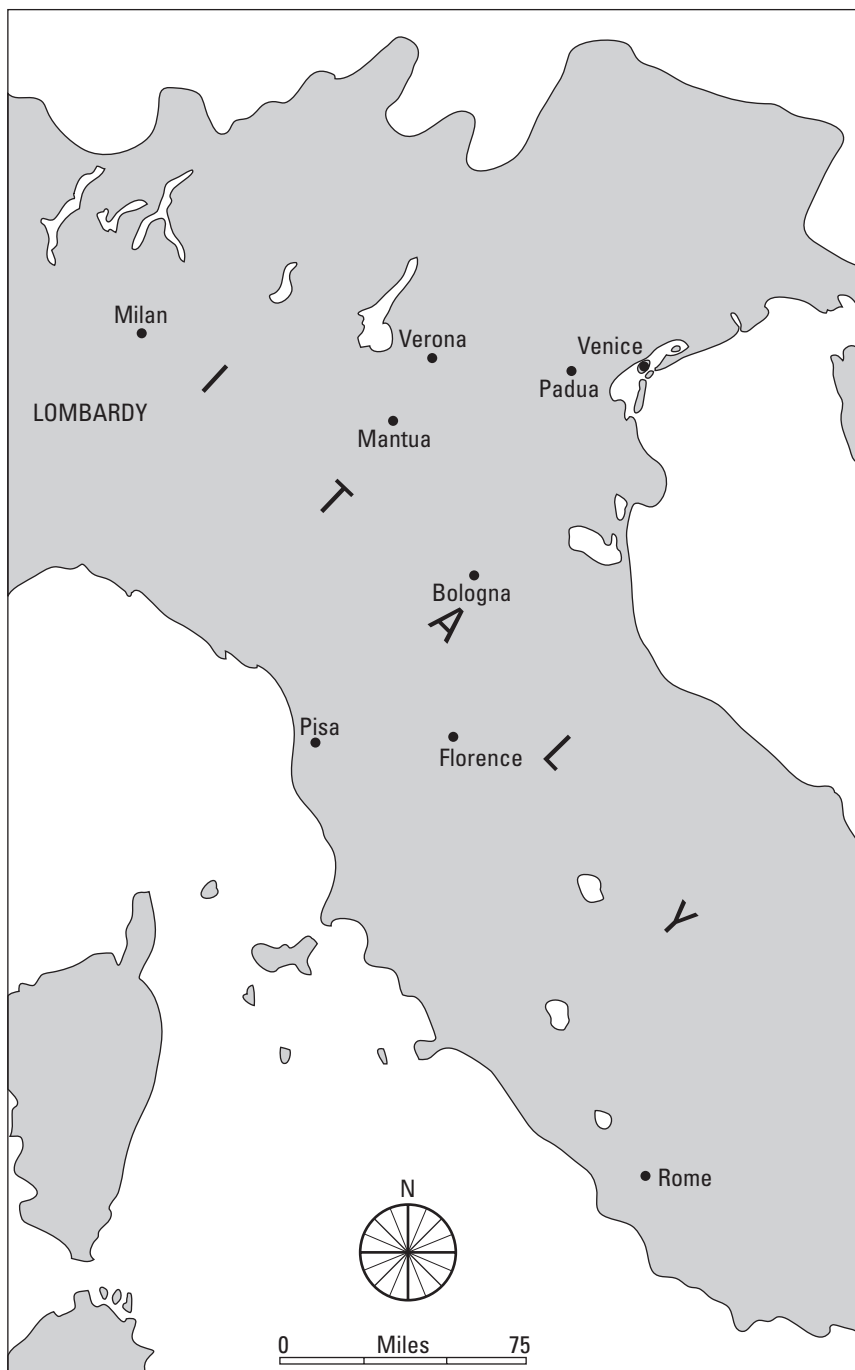 Milan
Verona
Venice
Padua
LOMBARDY
Mantua
Bologna
Pisa
Florence
ITALY
Rome
N
0 Miles 75